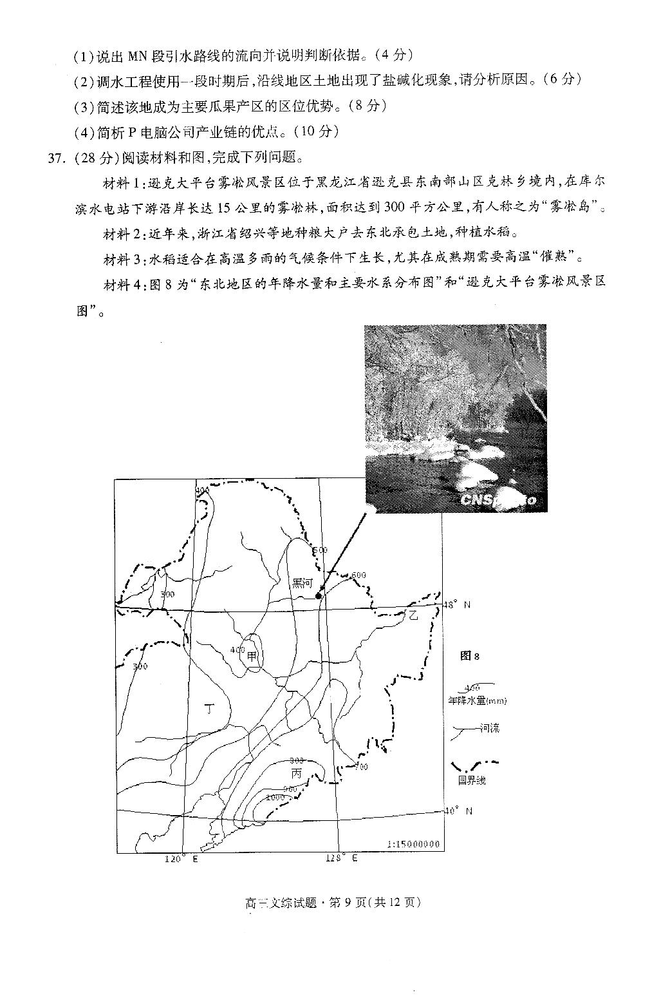 (1)说出 MN 段引水路线的流向并说明判断依据。(4 分)
(2)调水工程使用一段时期后,沿线地区土地出现了盐碱化现象,请分析原因。(6 分)
(3)简述该地成为主要瓜果产区的区位优势。(8 分)
(4)简析 P 电脑公司产业链的优点。(10 分)
37. (28 分)阅读材料和图,完成下列问题。
材料 1:逊克大平台雾凇风景区位于黑龙江省逊克县东南部山区克林乡境内,在库尔
滨水电站下游沿岸长达 15 公里的雾凇林,面积达到 300 平方公里,有人称之为“雾凇岛”。
材料 2:近年来,浙江省绍兴等地种粮大户去东北承包土地,种植水稻。
材料 3:水稻适合在高温多雨的气候条件下生长,尤其在成熟期需要高温“催熟”。
材料 4:图 8 为“东北地区的年降水量和主要水系分布图”和“逊克大平台雾凇风景区
图”。
400
500
600
黑河
300
48° N
乙
400
甲
图 8
300
400
年降水量(mm)
丁
河流
800
700
丙
国界线
900
1000
40° N
1:15000000
120° E
128° E
高三文综试题·第 9 页(共 12 页)